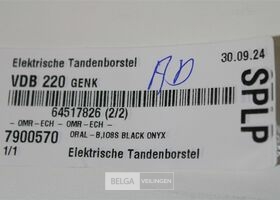 Elektrische Tandenborstel
30.09.24
AD
VDB 220 GENK
SPLP
64517826 (2/2)
- OMR-ECH - - OMR-ECH -
7900570
ORAL-B,IO8S BLACK ONYX
1/1
Elektrische Tandenborstel
BELGA VEILINGEN